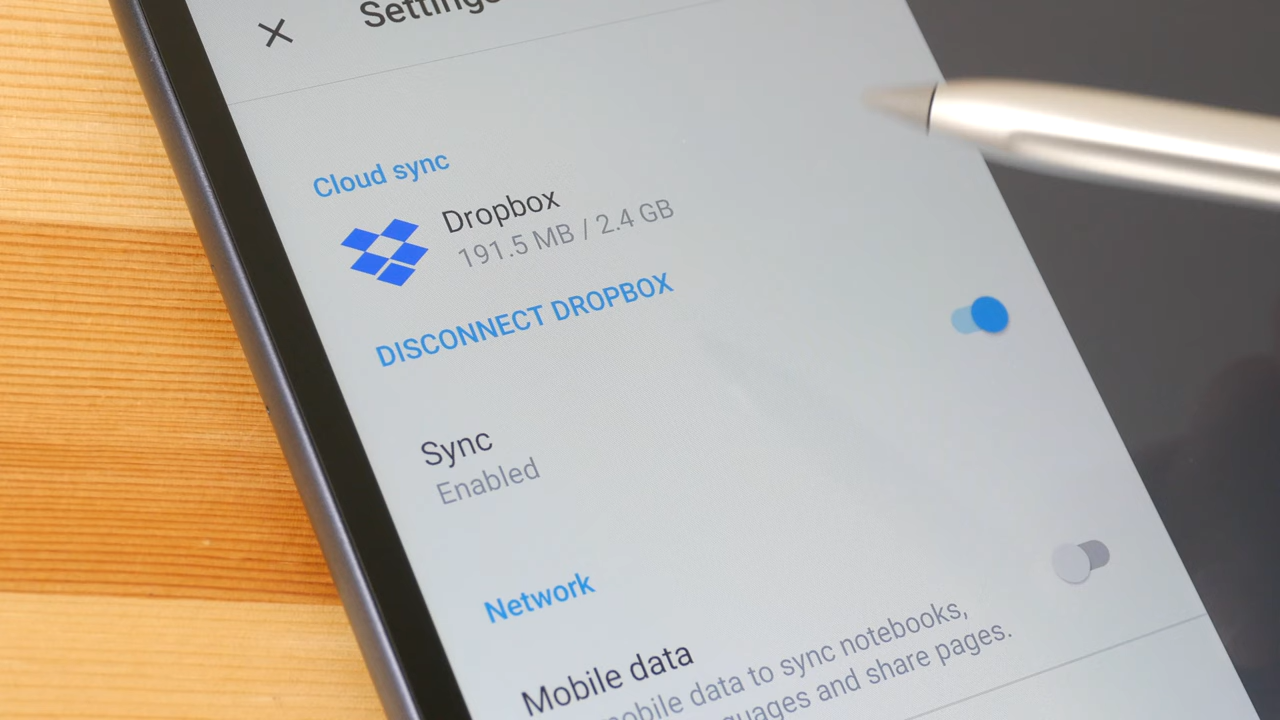 Settings
Cloud sync
Dropbox
191.5 MB / 2.4 GB
DISCONNECT DROPBOX
Sync
Enabled
Network
Mobile data
mobile data to sync notebooks,
and share pages.